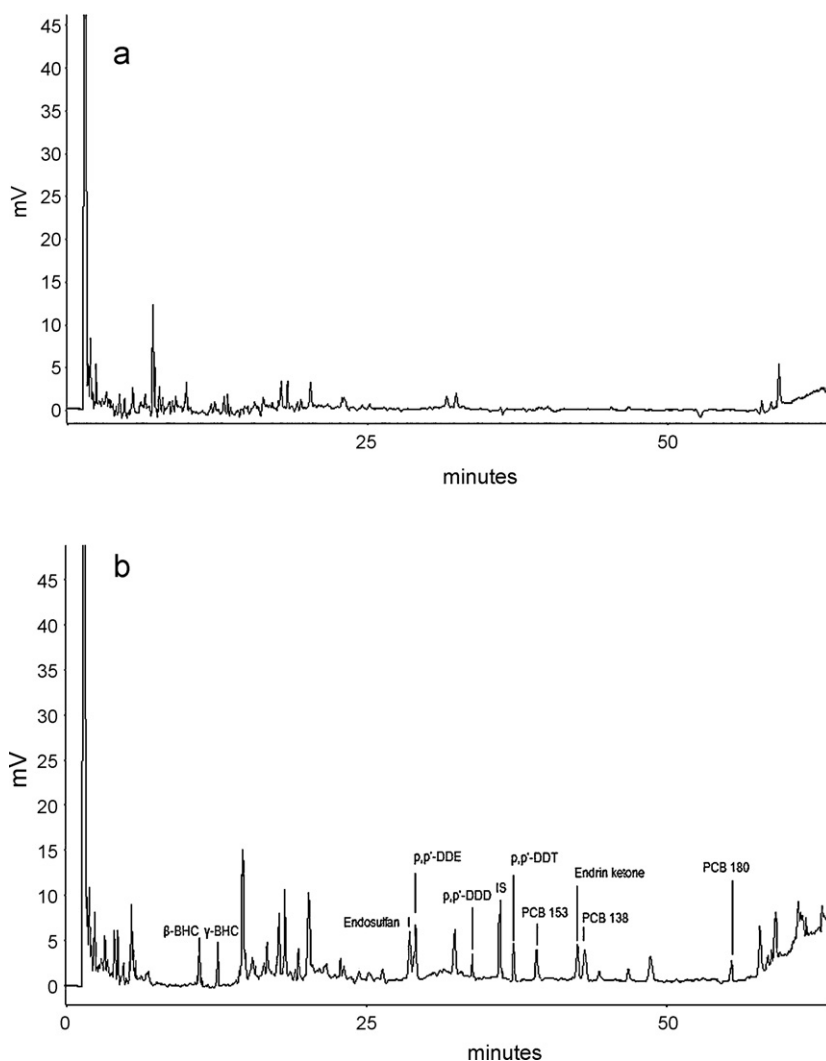 a
45
40
35
30
25
20
15
10
5
0
mV
25
50
minutes
b
45
40
35
30
25
20
15
10
5
0
mV
β-BHC
γ-BHC
Endosulfan I
p,p'-DDE
p,p'-DDD
IS
p,p'-DDT
PCB 153
Endrin ketone
PCB 138
PCB 180
0
25
50
minutes